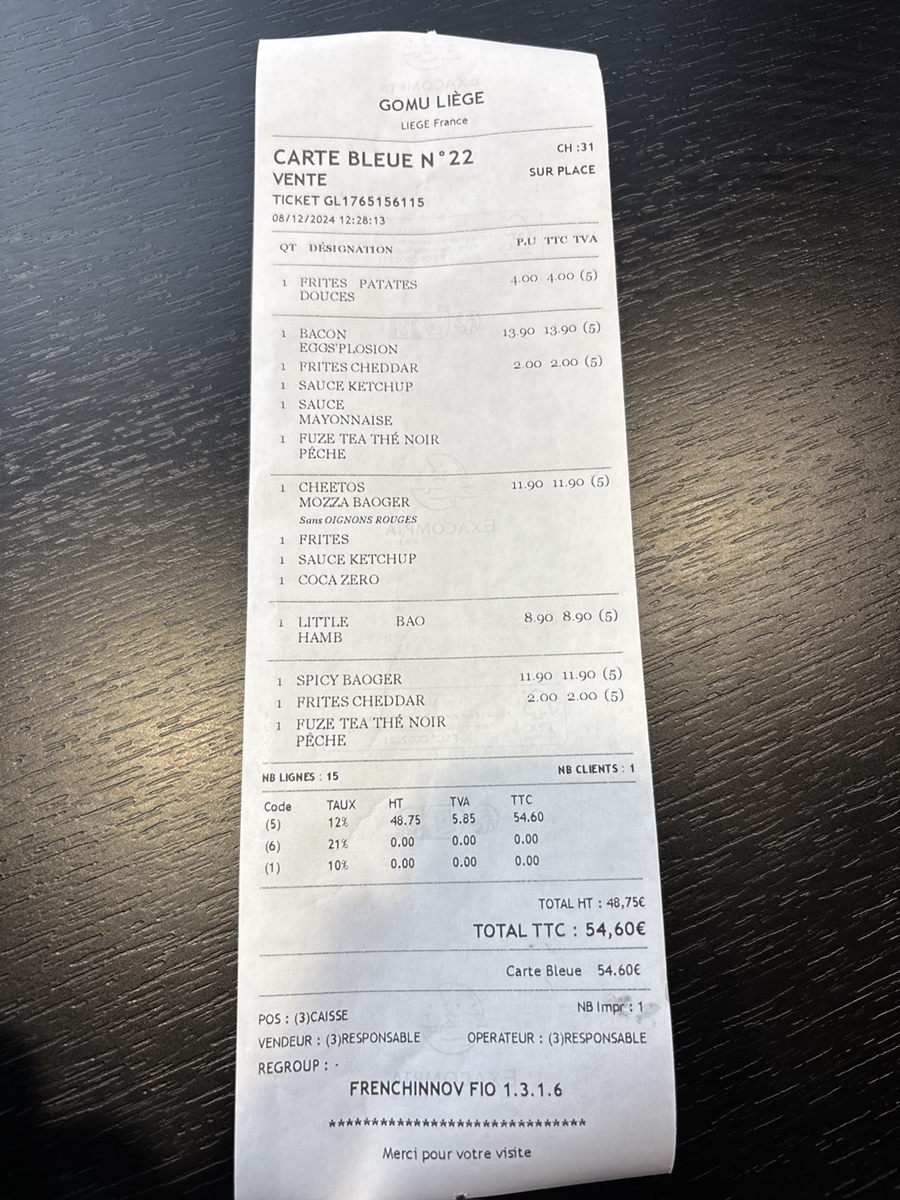 GOMU LIÈGE
LIEGE France
CARTE BLEUE N°22 CH :31
VENTE SUR PLACE
TICKET GL1765156115
08/12/2024 12:28:13
QT DÉSIGNATION P.U TTC TVA
1 FRITES PATATES 4.00 4.00 (5)
DOUCES
1 BACON 13.90 13.90 (5)
EGGS'PLOSION
1 FRITES CHEDDAR 2.00 2.00 (5)
1 SAUCE KETCHUP
1 SAUCE
MAYONNAISE
1 FUZE TEA THÉ NOIR
PÊCHE
1 CHEETOS 11.90 11.90 (5)
MOZZA BAOGER
Sans OIGNONS ROUGES
1 FRITES
1 SAUCE KETCHUP
1 COCA ZERO
1 LITTLE BAO 8.90 8.90 (5)
HAMB
1 SPICY BAOGER 11.90 11.90 (5)
1 FRITES CHEDDAR 2.00 2.00 (5)
1 FUZE TEA THÉ NOIR
PÊCHE
NB LIGNES : 15 NB CLIENTS : 1
Code TAUX HT TVA TTC
(5) 12% 48.75 5.85 54.60
(6) 21% 0.00 0.00 0.00
(1) 10% 0.00 0.00 0.00
TOTAL HT : 48,75€
TOTAL TTC : 54,60€
Carte Bleue 54.60€
POS : (3)CAISSE NB Impr : 1
VENDEUR : (3)RESPONSABLE OPERATEUR : (3)RESPONSABLE
REGROUP : -
FRENCHINNOV FIO 1.3.1.6
*****************************
Merci pour votre visite